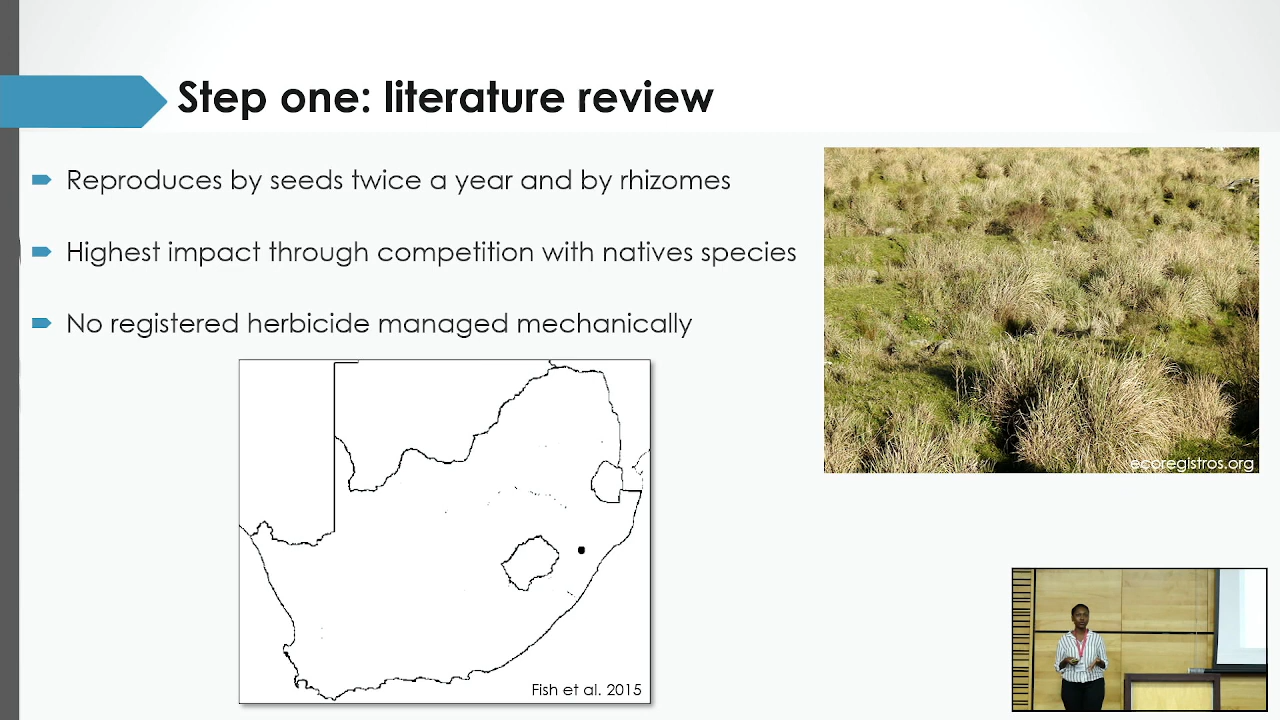 Step one: literature review
Reproduces by seeds twice a year and by rhizomes
Highest impact through competition with natives species
No registered herbicide managed mechanically
ecoregistros.org
Fish et al. 2015